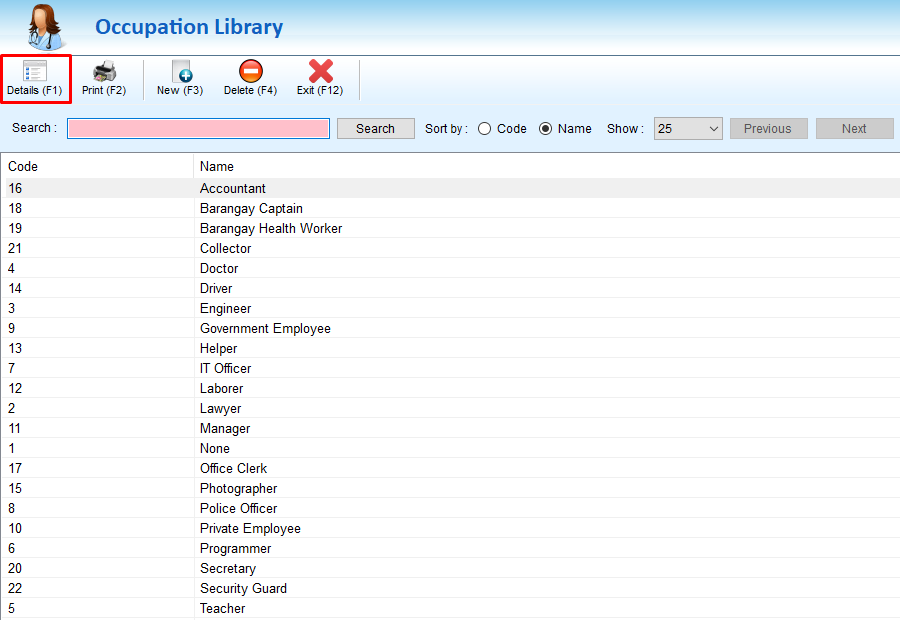 Occupation Library
Details (F1) Print (F2) New (F3) Delete (F4) Exit (F12)
Search : Search Sort by : Code Name Show : 25 Previous Next
Code Name
16 Accountant
18 Barangay Captain
19 Barangay Health Worker
21 Collector
4 Doctor
14 Driver
3 Engineer
9 Government Employee
13 Helper
7 IT Officer
12 Laborer
2 Lawyer
11 Manager
1 None
17 Office Clerk
15 Photographer
8 Police Officer
10 Private Employee
6 Programmer
20 Secretary
22 Security Guard
5 Teacher